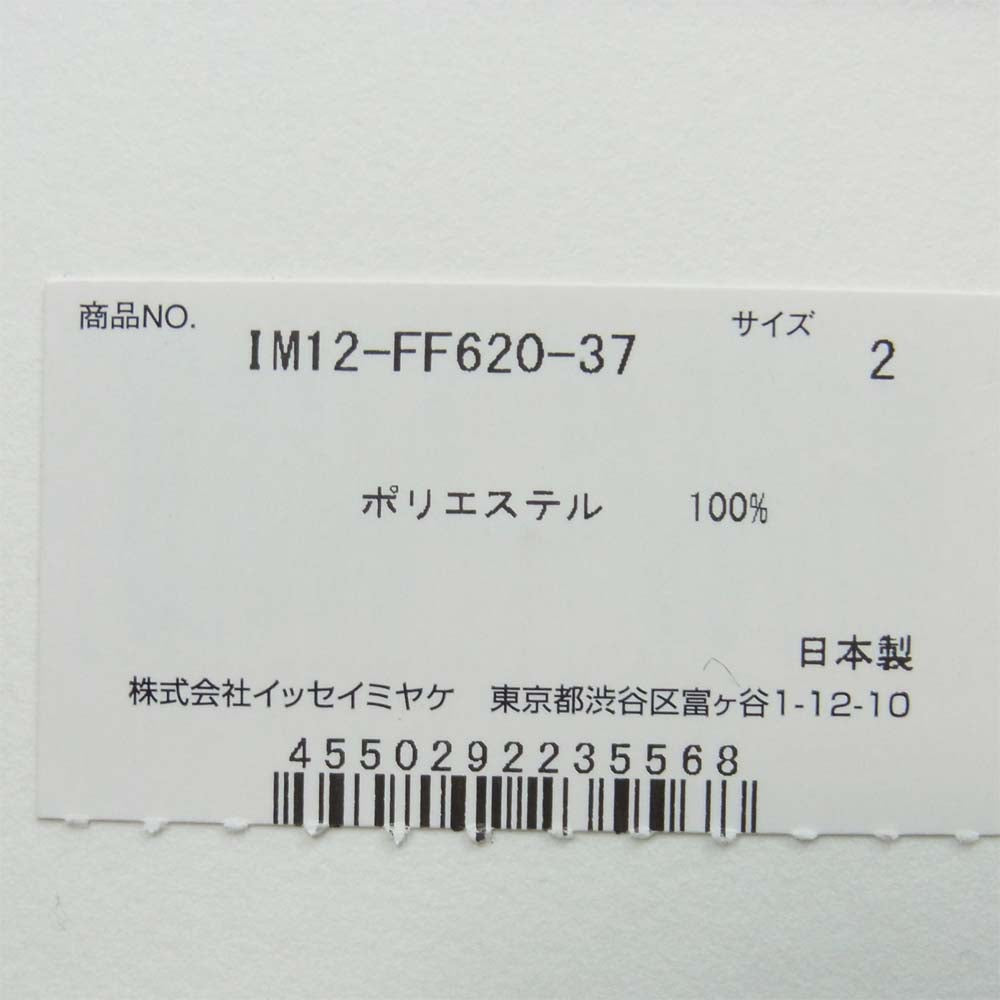 商品NO. IM12-FF620-37 サイズ 2
ポリエステル 100%
日本製
株式会社イッセイミヤケ 東京都渋谷区富ヶ谷1-12-10
4550292235568